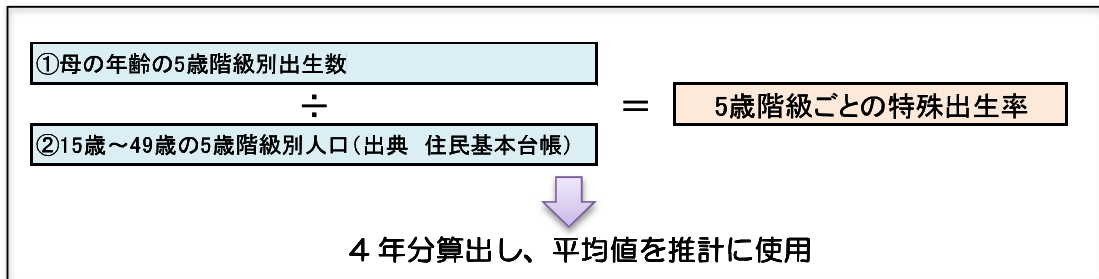 ①母の年齢の5歳階級別出生数
÷
＝
5歳階級ごとの特殊出生率
②15歳～49歳の5歳階級別人口(出典　住民基本台帳)
4年分算出し、平均値を推計に使用